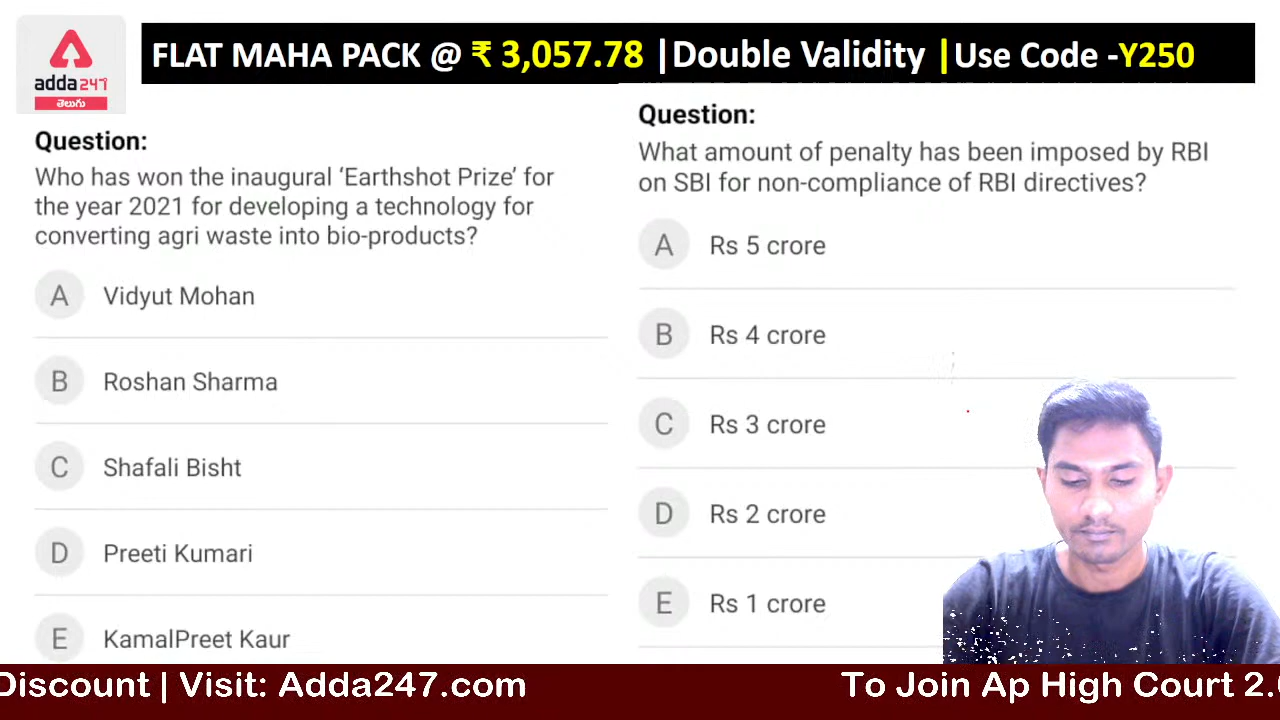 FLAT MAHA PACK @ ₹ 3,057.78 |Double Validity |Use Code -Y250
adda247
తెలుగు
Question:
Who has won the inaugural ‘Earthshot Prize’ for
the year 2021 for developing a technology for
converting agri waste into bio-products?
A Vidyut Mohan
B Roshan Sharma
C Shafali Bisht
D Preeti Kumari
E KamalPreet Kaur
Question:
What amount of penalty has been imposed by RBI
on SBI for non-compliance of RBI directives?
A Rs 5 crore
B Rs 4 crore
C Rs 3 crore
D Rs 2 crore
E Rs 1 crore
Discount | Visit: Adda247.com To Join Ap High Court 2.